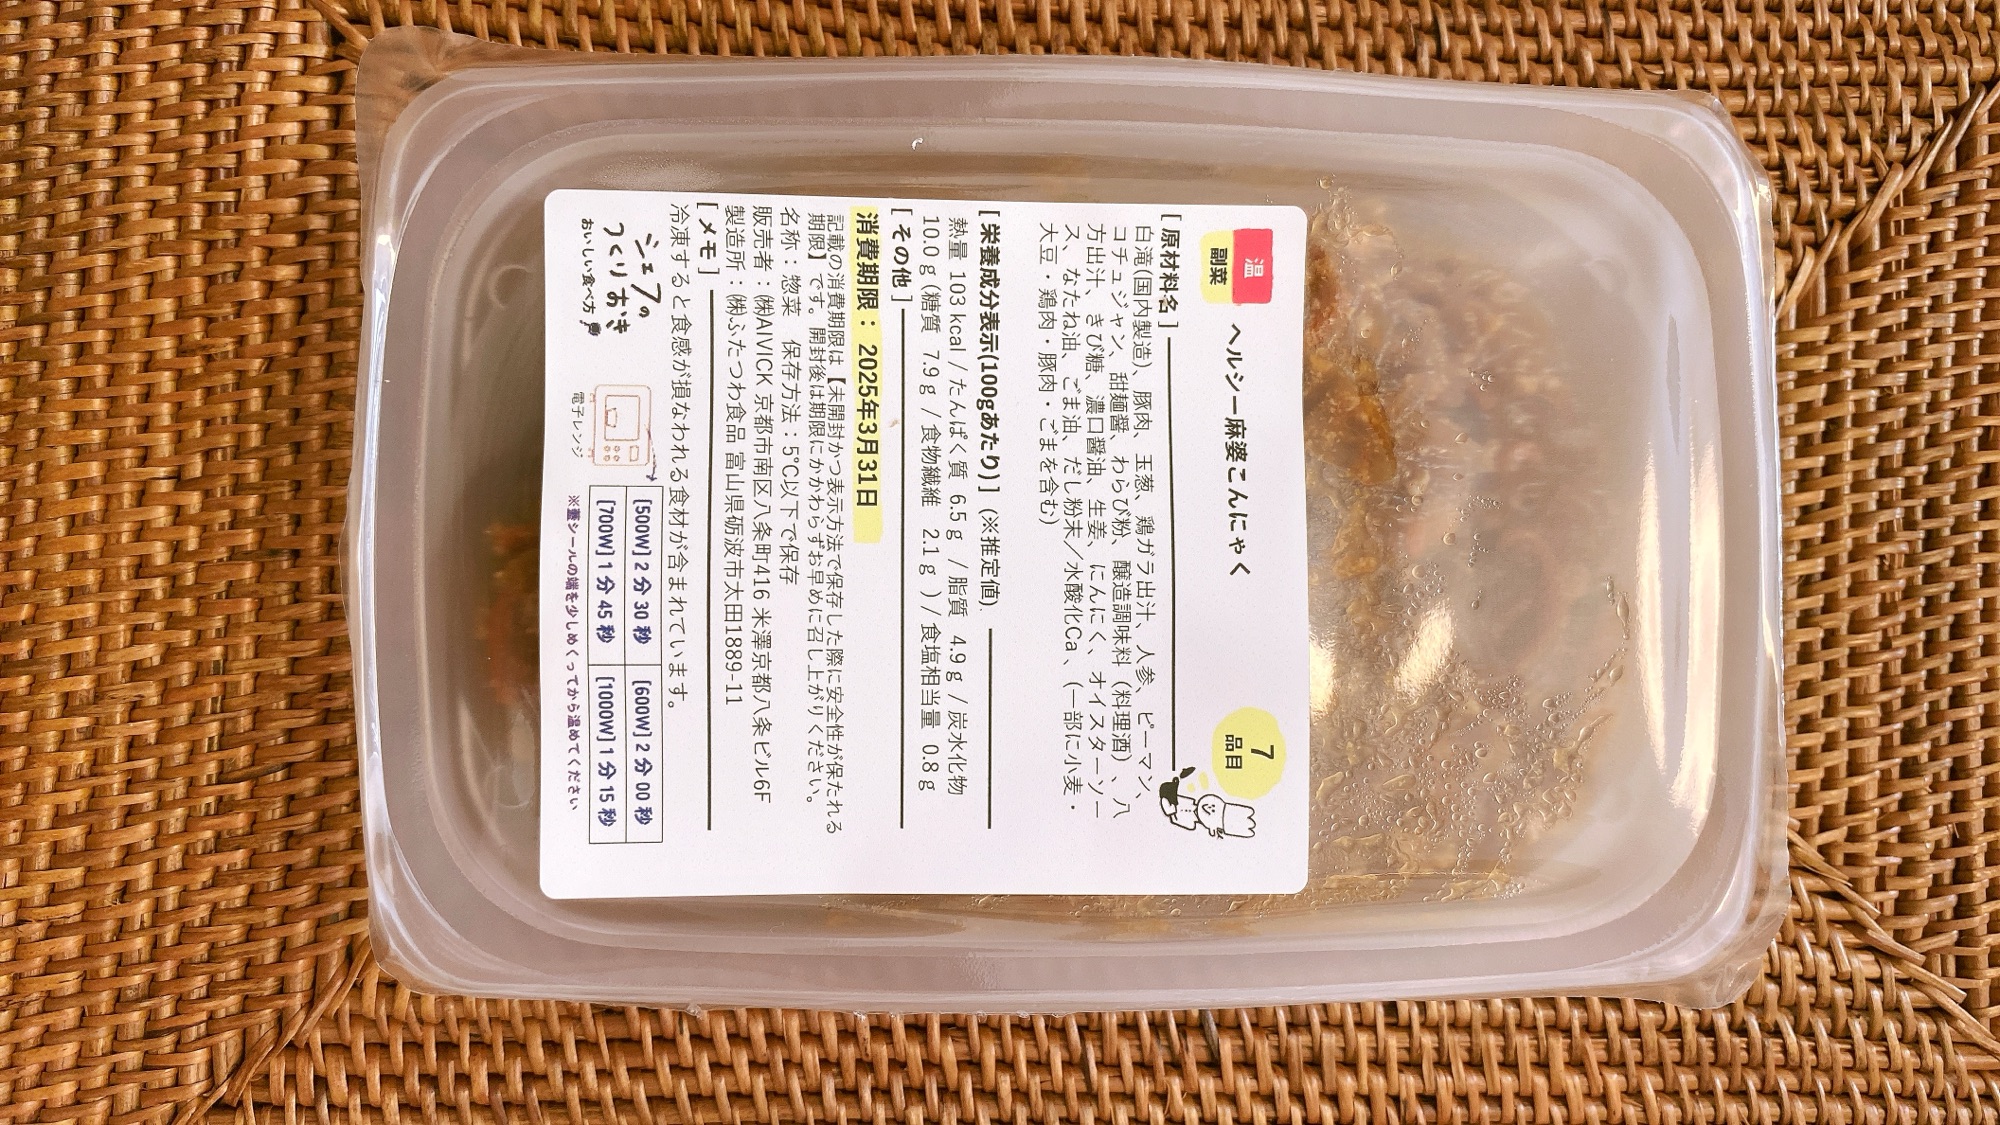 温
副菜
ヘルシー麻婆こんにゃく
7
品目
[原材料名]
白滝(国内製造)、豚肉、玉葱、鶏ガラ出汁、人参、ピーマン、
コチュジャン、甜麺醤、わらび粉、醸造調味料（料理酒）、八
方出汁、きび糖、濃口醤油、生姜、にんにく、オイスターソー
ス、なたね油、ごま油、だし粉末／水酸化Ca、（一部に小麦・
大豆・鶏肉・豚肉・ごまを含む）
[栄養成分表示(100gあたり)] (※推定値)
熱量 103 kcal / たんぱく質 6.5 g / 脂質 4.9 g / 炭水化物
10.0 g (糖質 7.9 g / 食物繊維 2.1 g ) / 食塩相当量 0.8 g
[その他]
消費期限： 2025年3月31日
記載の消費期限は【未開封かつ表示方法で保存した際に安全性が保たれる
期限】です。開封後は期限にかかわらずお早めに召し上がりください。
名称：惣菜 保存方法：5℃以下で保存
販売者：㈱AIVICK 京都市南区八条町416 米澤京都八条ビル6F
製造所：㈱ふたつわ食品 富山県砺波市太田1889-11
[メモ]
冷凍すると食感が損なわれる食材が含まれています。
シェフの
つくりおき
おいしい食べ方
電子レンジ
[500W] 2 分 30 秒 [600W] 2 分 00 秒
[700W] 1 分 45 秒 [1000W] 1 分 15 秒
※蓋シールの端を少しめくってから温めてください